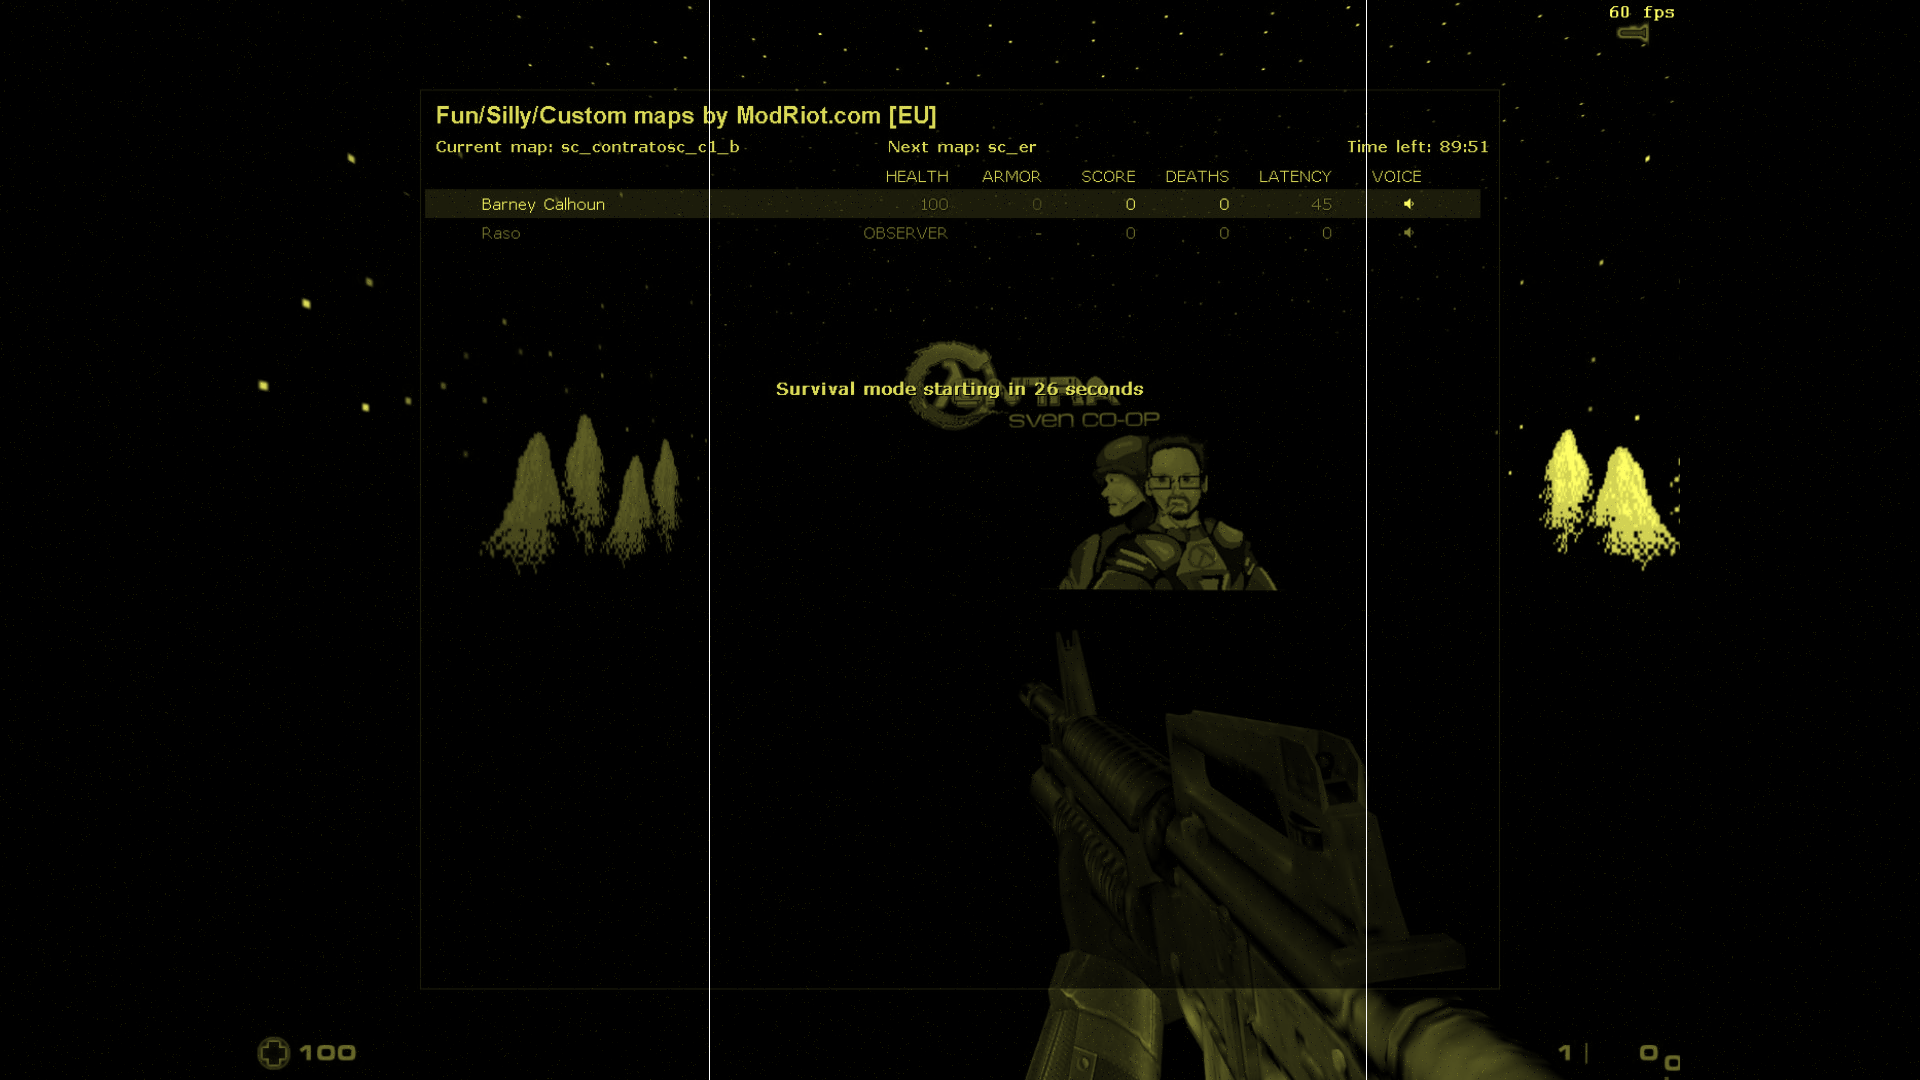 60 fps
Fun/Silly/Custom maps by ModRiot.com [EU]
Current map: sc_contratosc_c1_b Next map: sc_er Time left: 89:51
HEALTH ARMOR SCORE DEATHS LATENCY VOICE
Barney Calhoun 100 0 0 0 45
Raso OBSERVER - 0 0 0
Survival mode starting in 26 seconds
sven co-op
100 1 | 0
0